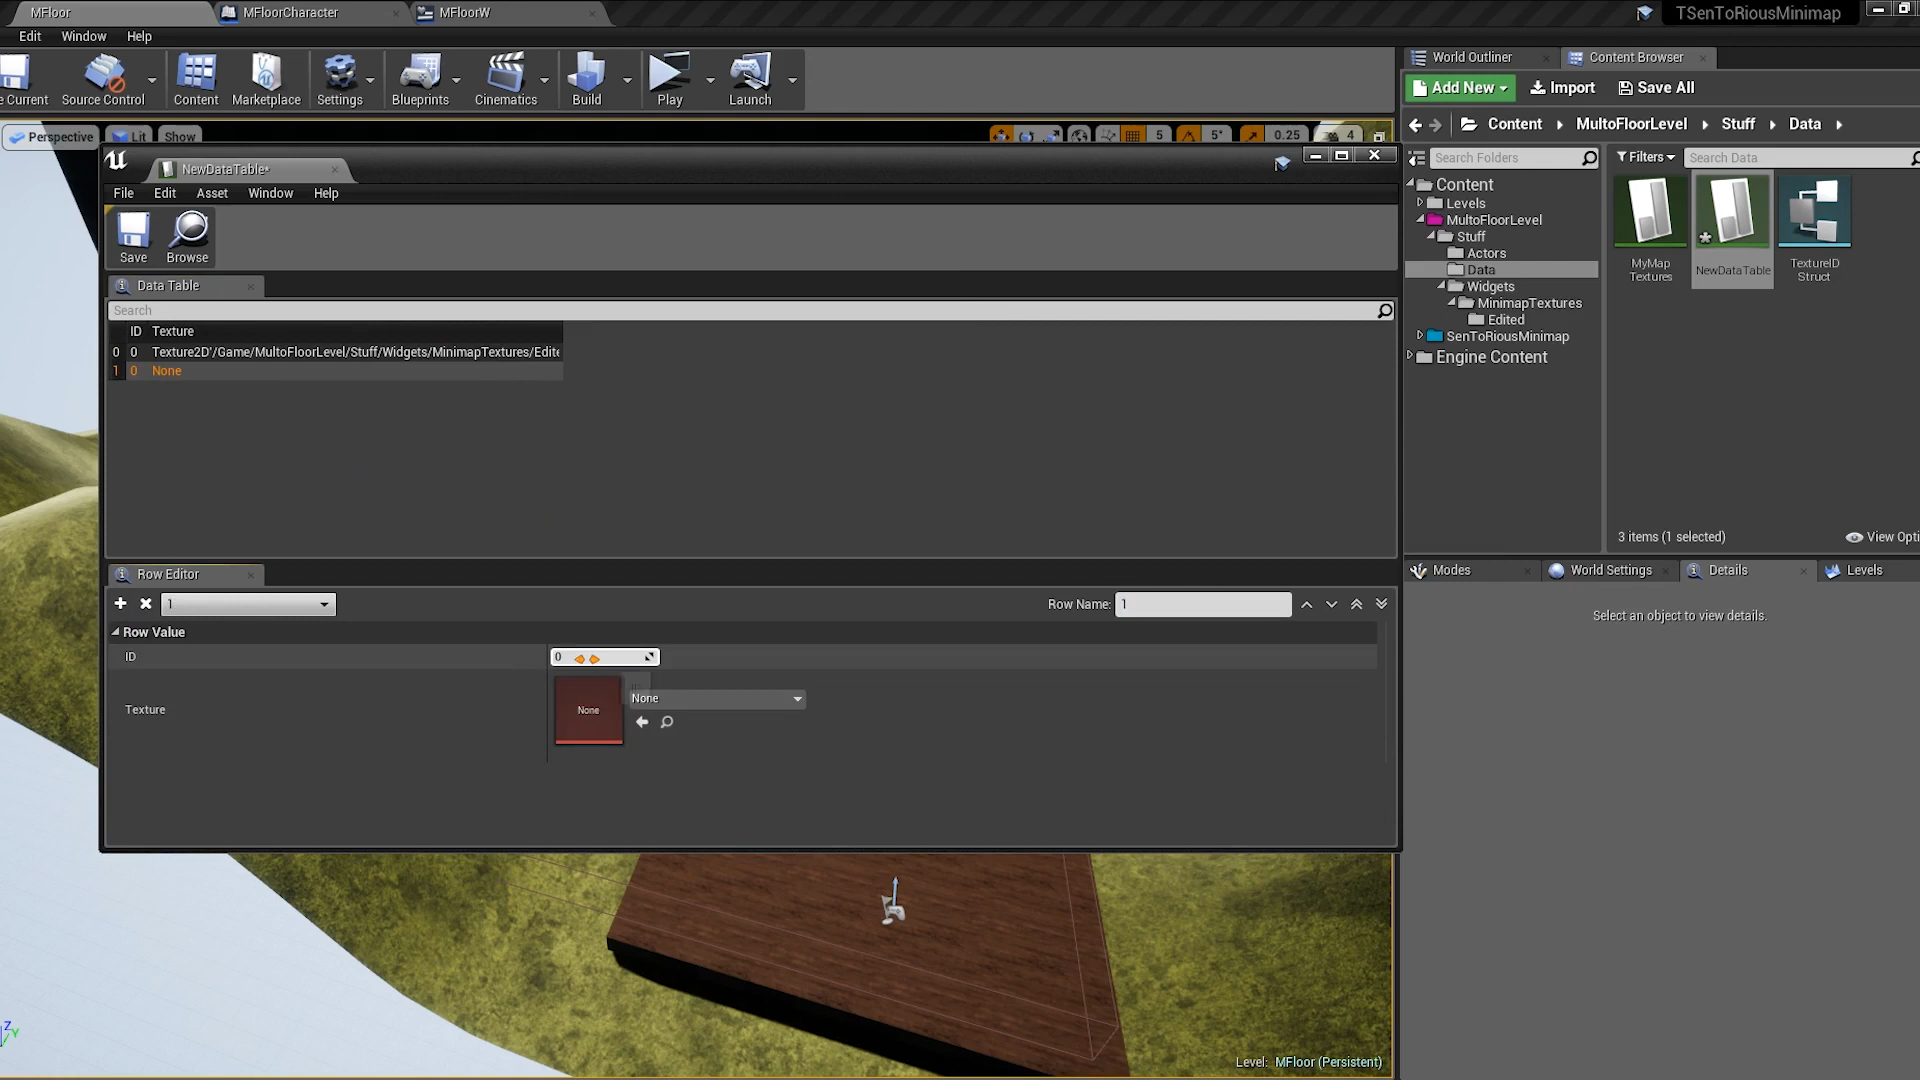 MFloor
MFloorCharacter
MFloorW
TSenToRiousMinimap
Edit
Window
Help
e Current
Source Control
Content
Marketplace
Settings
Blueprints
Cinematics
Build
Play
Launch
World Outliner
Content Browser
Add New
Import
Save All
Perspective
Lit
Show
5
5°
0.25
4
Content
MultoFloorLevel
Stuff
Data
NewDataTable*
Search Folders
Filters
Search Data
File
Edit
Asset
Window
Help
Save
Browse
Content
Levels
MultoFloorLevel
Stuff
Actors
Data
Widgets
MinimapTextures
Edited
SenToRiousMinimap
Engine Content
MyMap
Textures
NewDataTable
TextureID
Struct
Data Table
Search
ID Texture
0 0 Texture2D'/Game/MultoFloorLevel/Stuff/Widgets/MinimapTextures/Edite
1 0 None
3 items (1 selected)
View Opti
Row Editor
1
Row Name: 1
Row Value
ID
0
Texture
None
None
Modes
World Settings
Details
Levels
Select an object to view details.
Z
Y
Level: MFloor (Persistent)